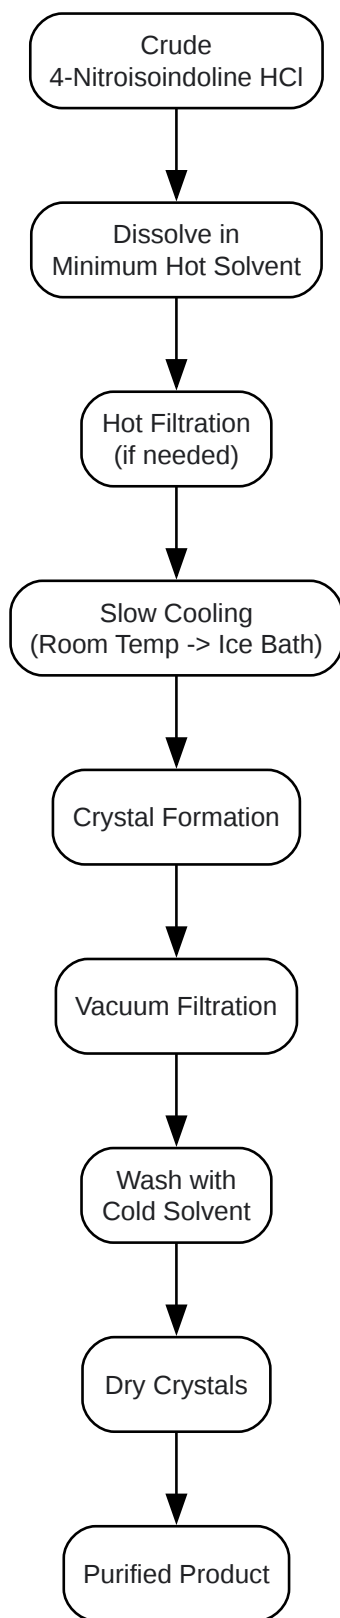 Crude
4-Nitroisoindoline HCl
Dissolve in
Minimum Hot Solvent
Hot Filtration
(if needed)
Slow Cooling
(Room Temp -> Ice Bath)
Crystal Formation
Vacuum Filtration
Wash with
Cold Solvent
Dry Crystals
Purified Product